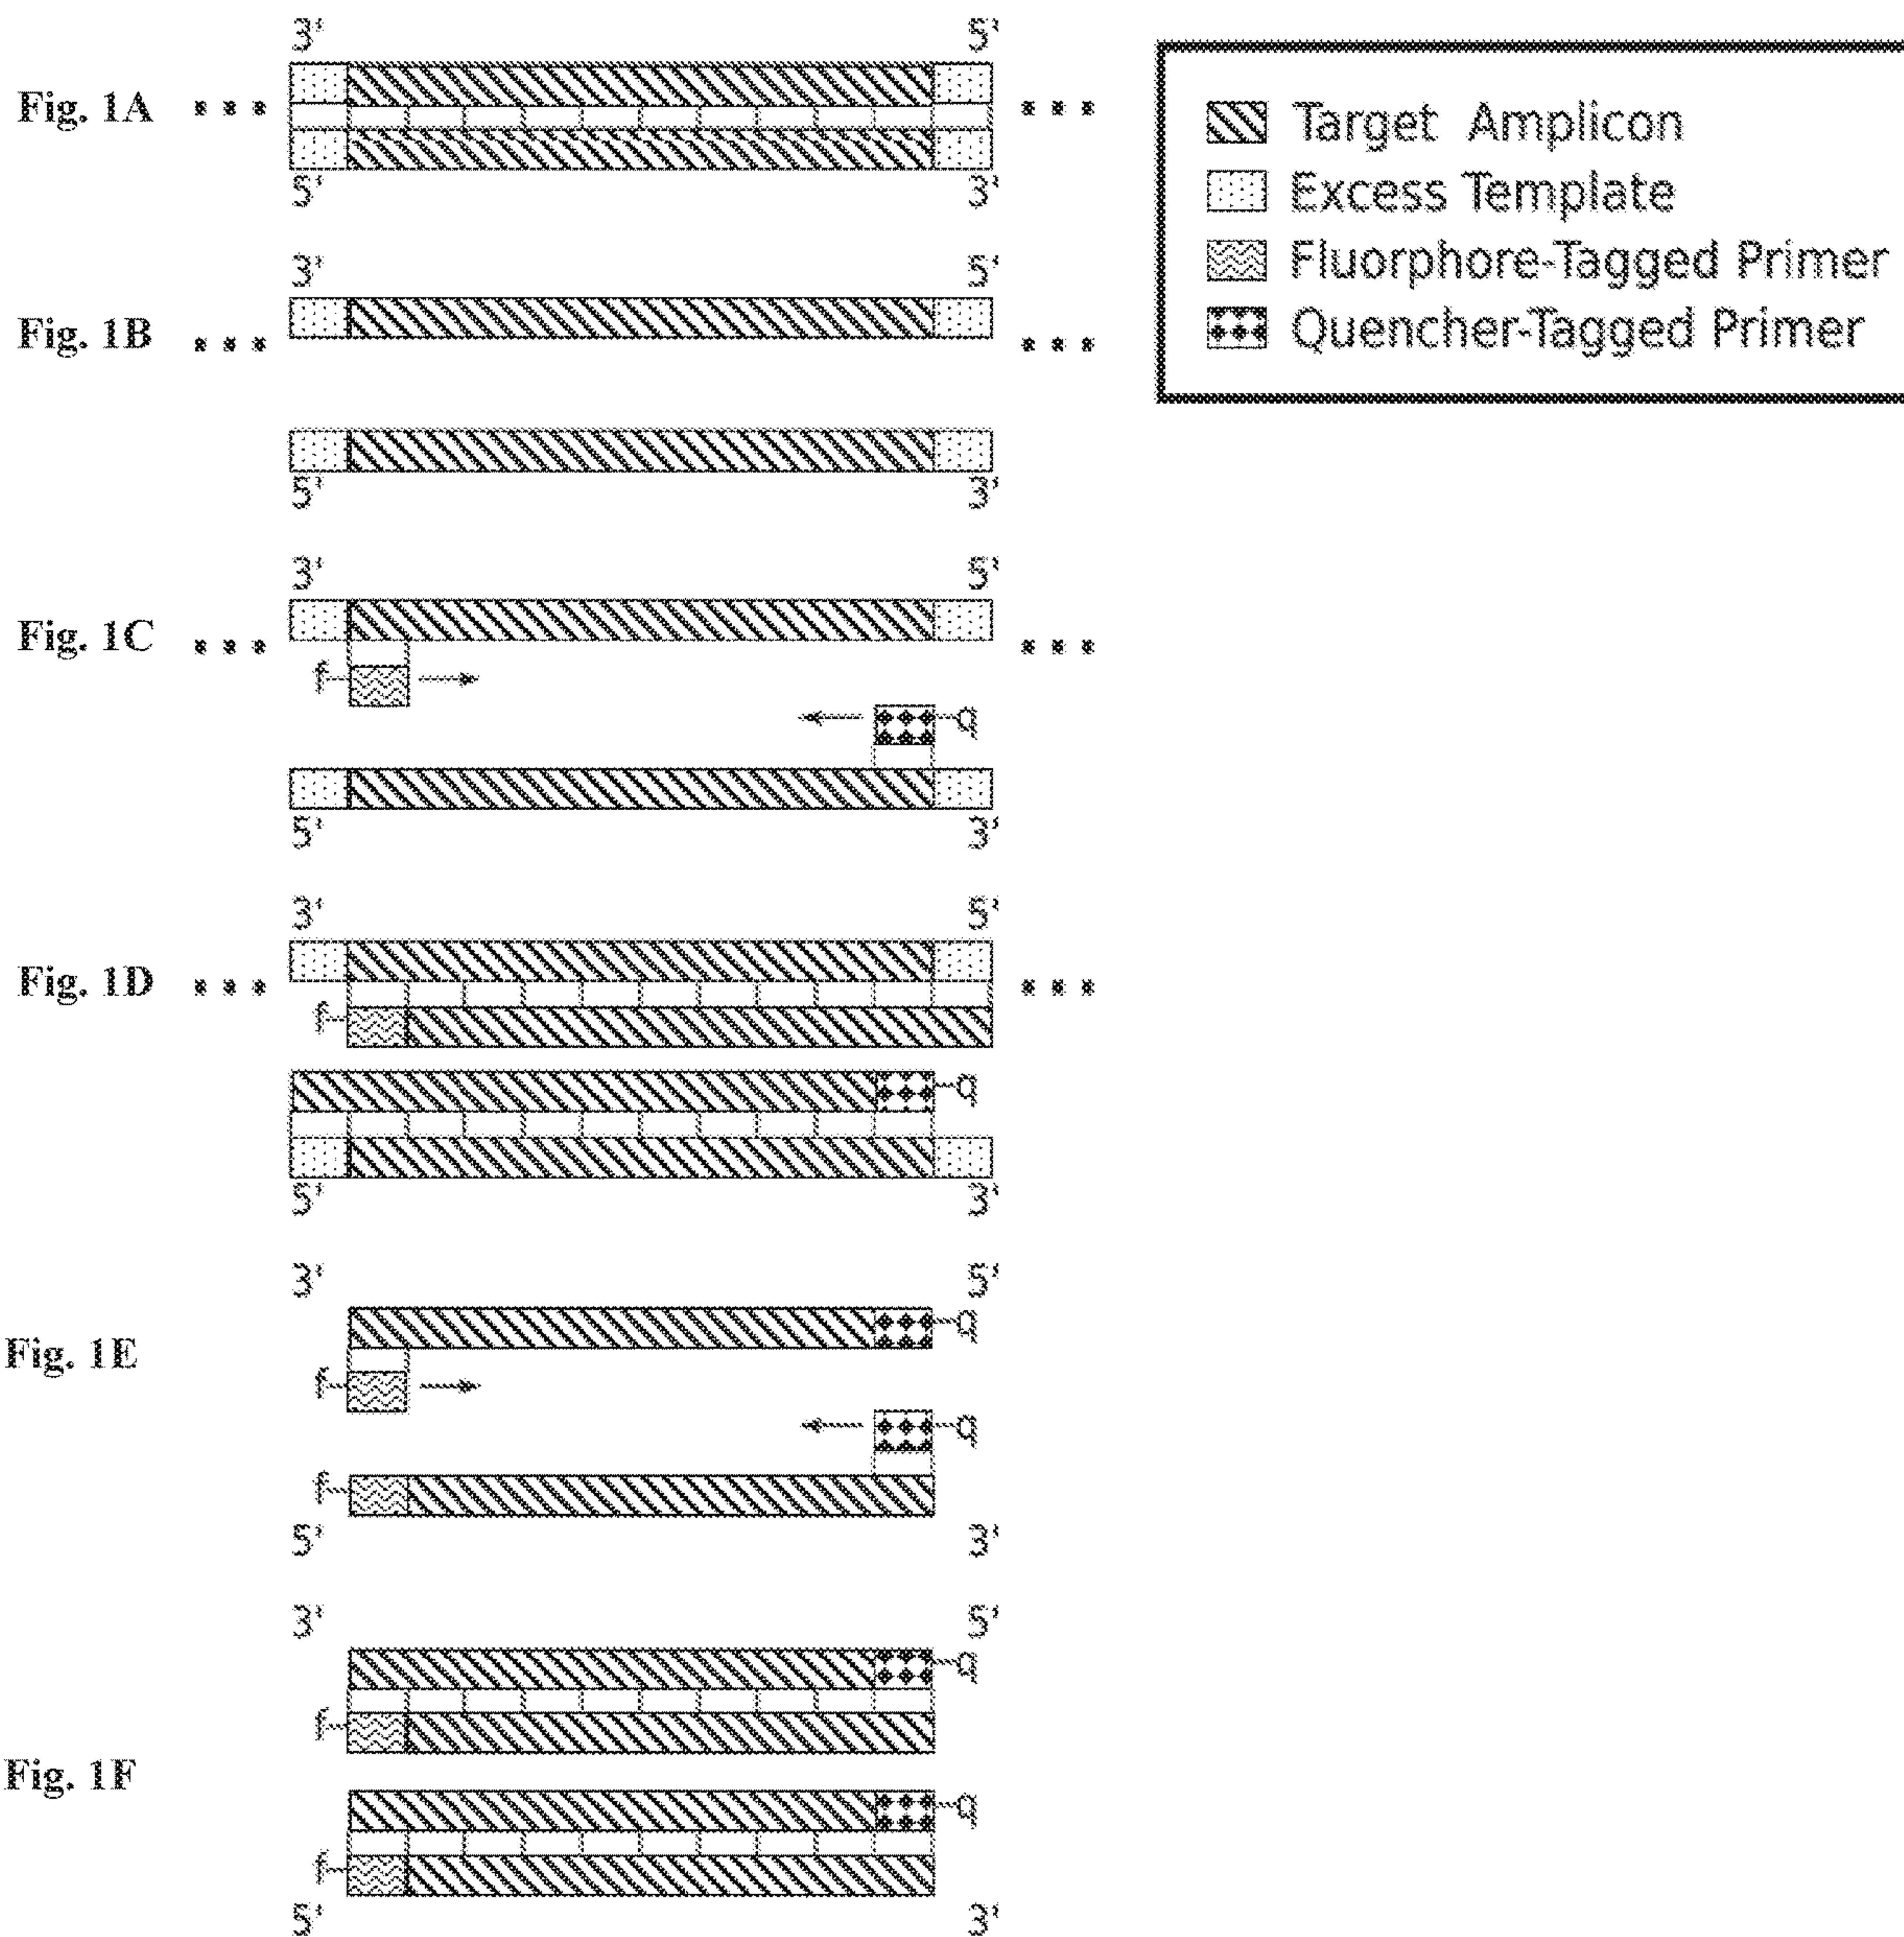 3' 5'
Fig. 1A
5' 3'
Target Amplicon
Excess Template
Fluorphore-Tagged Primer
Quencher-Tagged Primer
3' 5'
Fig. 1B
5' 3'
3' 5'
Fig. 1C
f
q
5' 3'
3' 5'
Fig. 1D
f
q
5' 3'
3' 5'
Fig. 1E
q
f
q
f
5' 3'
3' 5'
q
f
Fig. 1F
q
f
5' 3'